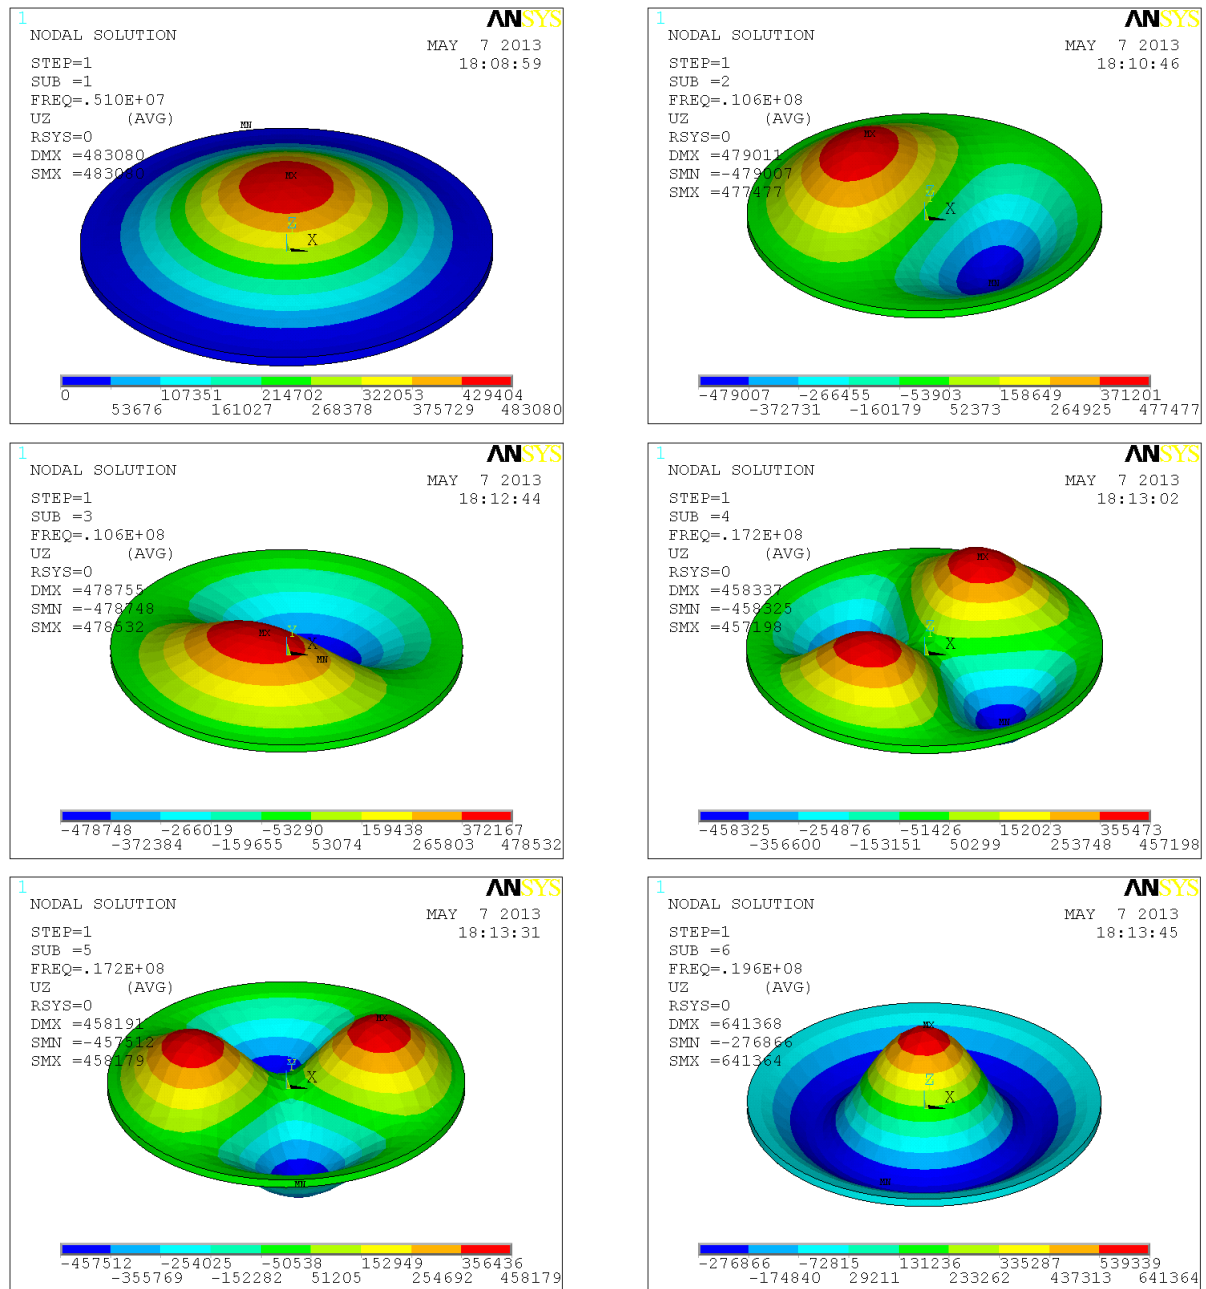 1
ANSYS
NODAL SOLUTION
MAY 7 2013
18:08:59
STEP=1
SUB =1
FREQ=.510E+07
UZ (AVG)
RSYS=0
DMX =483080
SMX =483080
MN
MX
Z
X
0 107351 214702 322053 429404
53676 161027 268378 375729 483080
1
ANSYS
NODAL SOLUTION
MAY 7 2013
18:10:46
STEP=1
SUB =2
FREQ=.106E+08
UZ (AVG)
RSYS=0
DMX =479011
SMN =-479007
SMX =477477
MX
Y
X
MN
-479007 -266455 -53903 158649 371201
-372731 -160179 52373 264925 477477
1
ANSYS
NODAL SOLUTION
MAY 7 2013
18:12:44
STEP=1
SUB =3
FREQ=.106E+08
UZ (AVG)
RSYS=0
DMX =478755
SMN =-478748
SMX =478532
MX
Y
X
MN
-478748 -266019 -53290 159438 372167
-372384 -159655 53074 265803 478532
1
ANSYS
NODAL SOLUTION
MAY 7 2013
18:13:02
STEP=1
SUB =4
FREQ=.172E+08
UZ (AVG)
RSYS=0
DMX =458337
SMN =-458325
SMX =457198
MX
Z
X
MN
-458325 -254876 -51426 152023 355473
-356600 -153151 50299 253748 457198
1
ANSYS
NODAL SOLUTION
MAY 7 2013
18:13:31
STEP=1
SUB =5
FREQ=.172E+08
UZ (AVG)
RSYS=0
DMX =458191
SMN =-457512
SMX =458179
MX
Y
X
MN
-457512 -254025 -50538 152949 356436
-355769 -152282 51205 254692 458179
1
ANSYS
NODAL SOLUTION
MAY 7 2013
18:13:45
STEP=1
SUB =6
FREQ=.196E+08
UZ (AVG)
RSYS=0
DMX =641368
SMN =-276866
SMX =641364
MX
Z
X
MN
-276866 -72815 131236 335287 539339
-174840 29211 233262 437313 641364